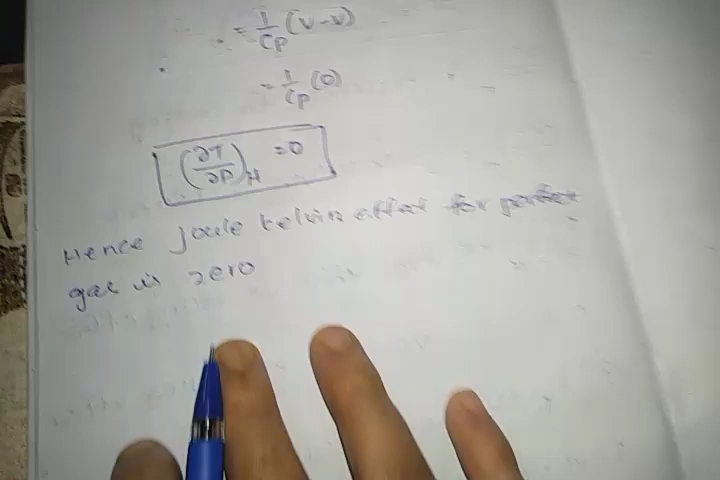 = 1/Cp (V-V)
= 1/Cp (0)
(∂T/∂P)H = 0
Hence Joule kelvin effect for perfect
gas is zero